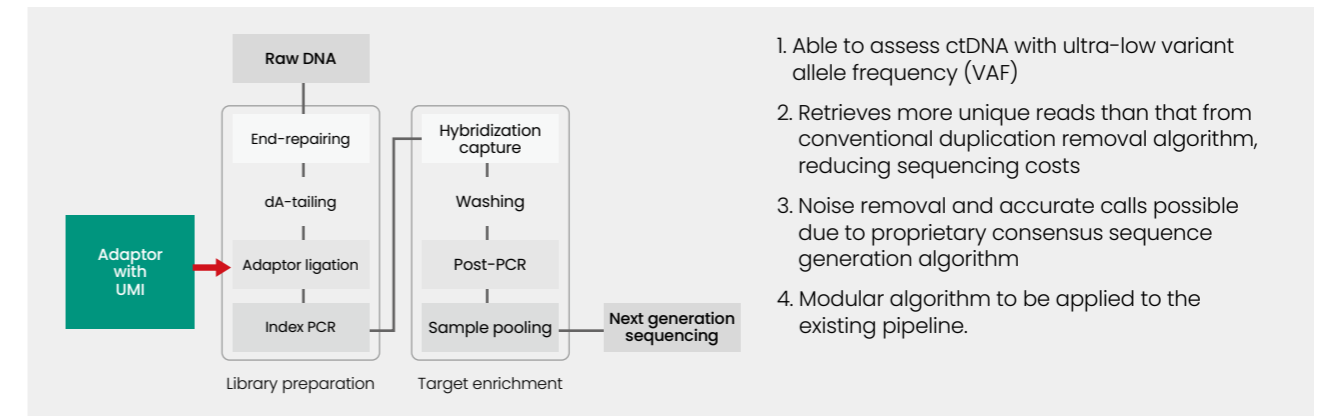 Raw DNA
End-repairing
dA-tailing
Adaptor
with
UMI
Adaptor ligation
Index PCR
Library preparation
Hybridization
capture
Washing
Post-PCR
Sample pooling
Target enrichment
Next generation
sequencing
1. Able to assess ctDNA with ultra-low variant
allele frequency (VAF)
2. Retrieves more unique reads than that from
conventional duplication removal algorithm,
reducing sequencing costs
3. Noise removal and accurate calls possible
due to proprietary consensus sequence
generation algorithm
4. Modular algorithm to be applied to the
existing pipeline.